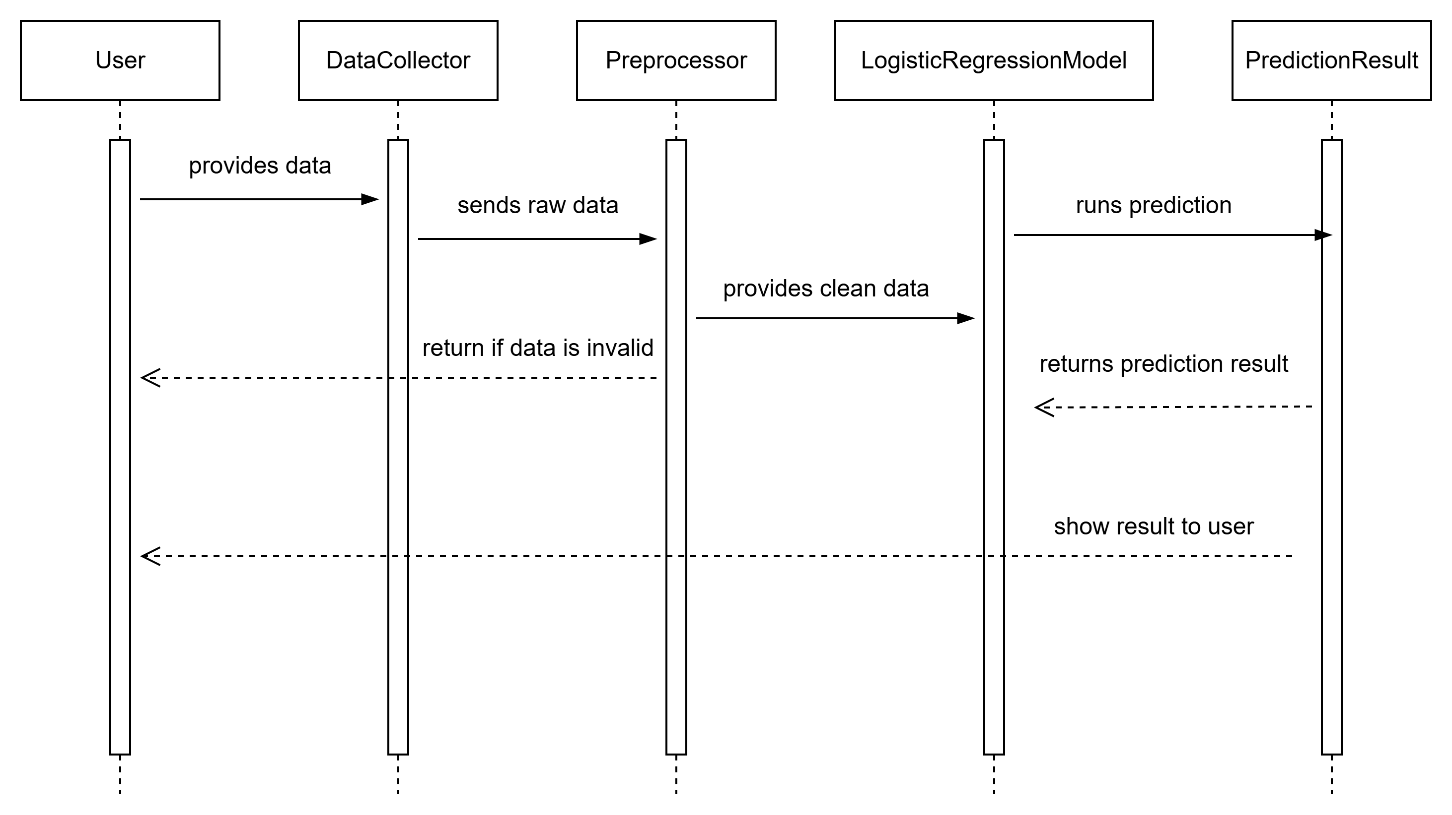 User
DataCollector
Preprocessor
LogisticRegressionModel
PredictionResult
provides data
sends raw data
runs prediction
provides clean data
return if data is invalid
returns prediction result
show result to user